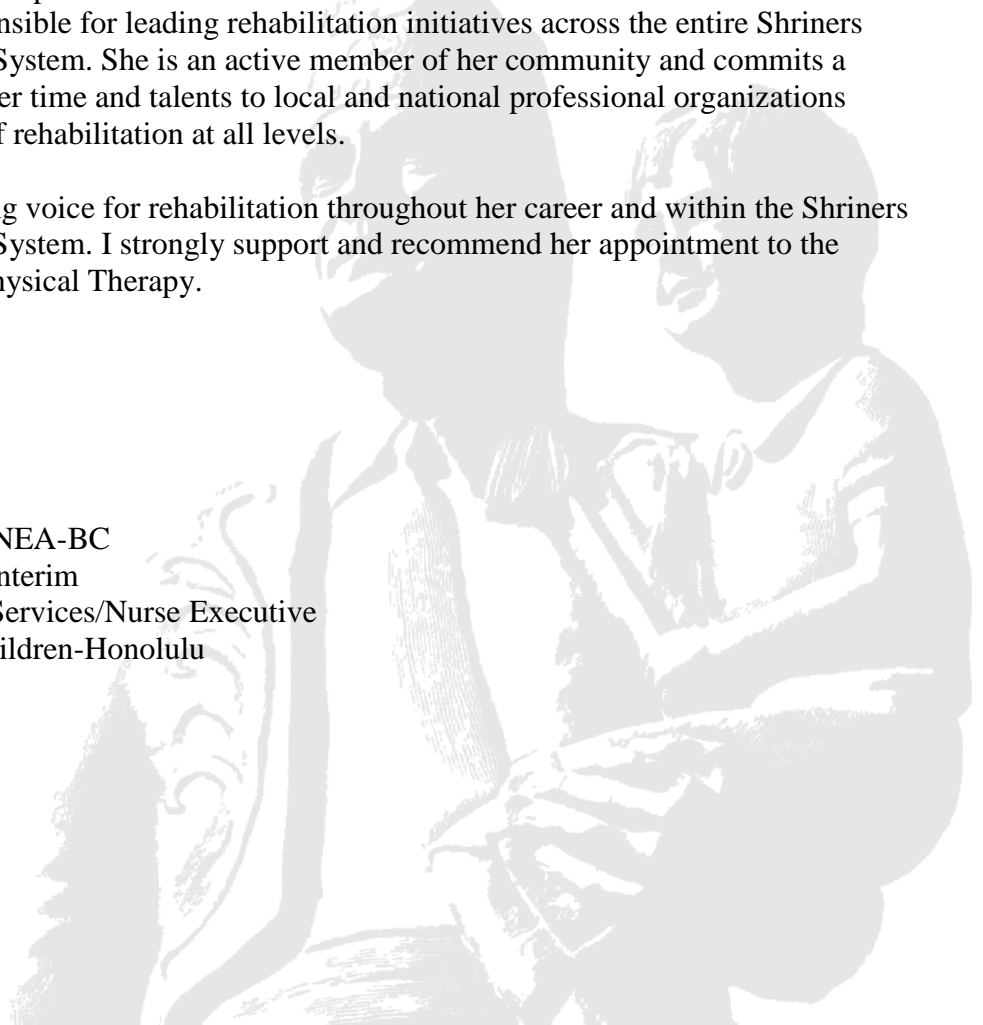 nsible for leading rehabilitation initiatives across the entire Shriners
System. She is an active member of her community and commits a
er time and talents to local and national professional organizations
f rehabilitation at all levels.
ng voice for rehabilitation throughout her career and within the Shriners
System. I strongly support and recommend her appointment to the
hysical Therapy.
NEA-BC
nterim
Services/Nurse Executive
ildren-Honolulu